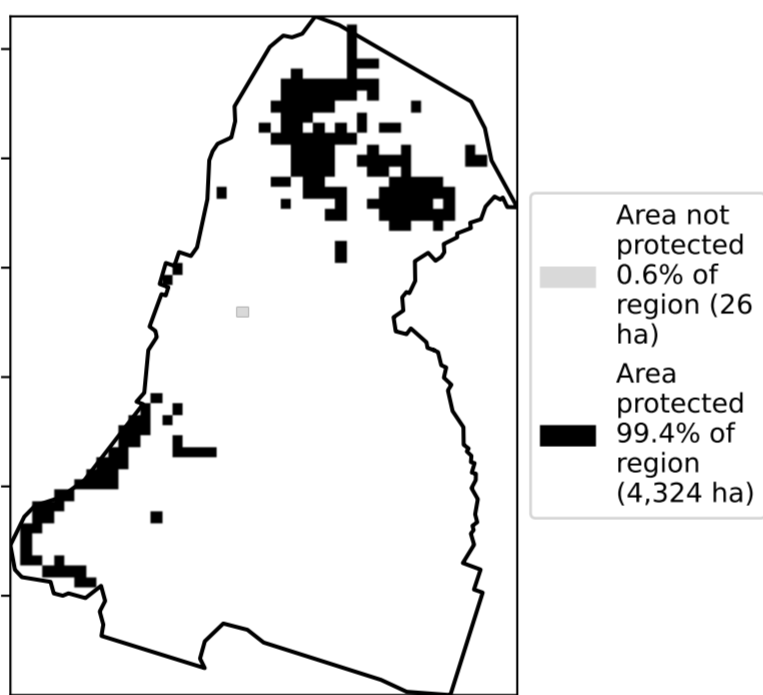 Area not
protected
0.6% of
region (26
ha)
Area
protected
99.4% of
region
(4,324 ha)